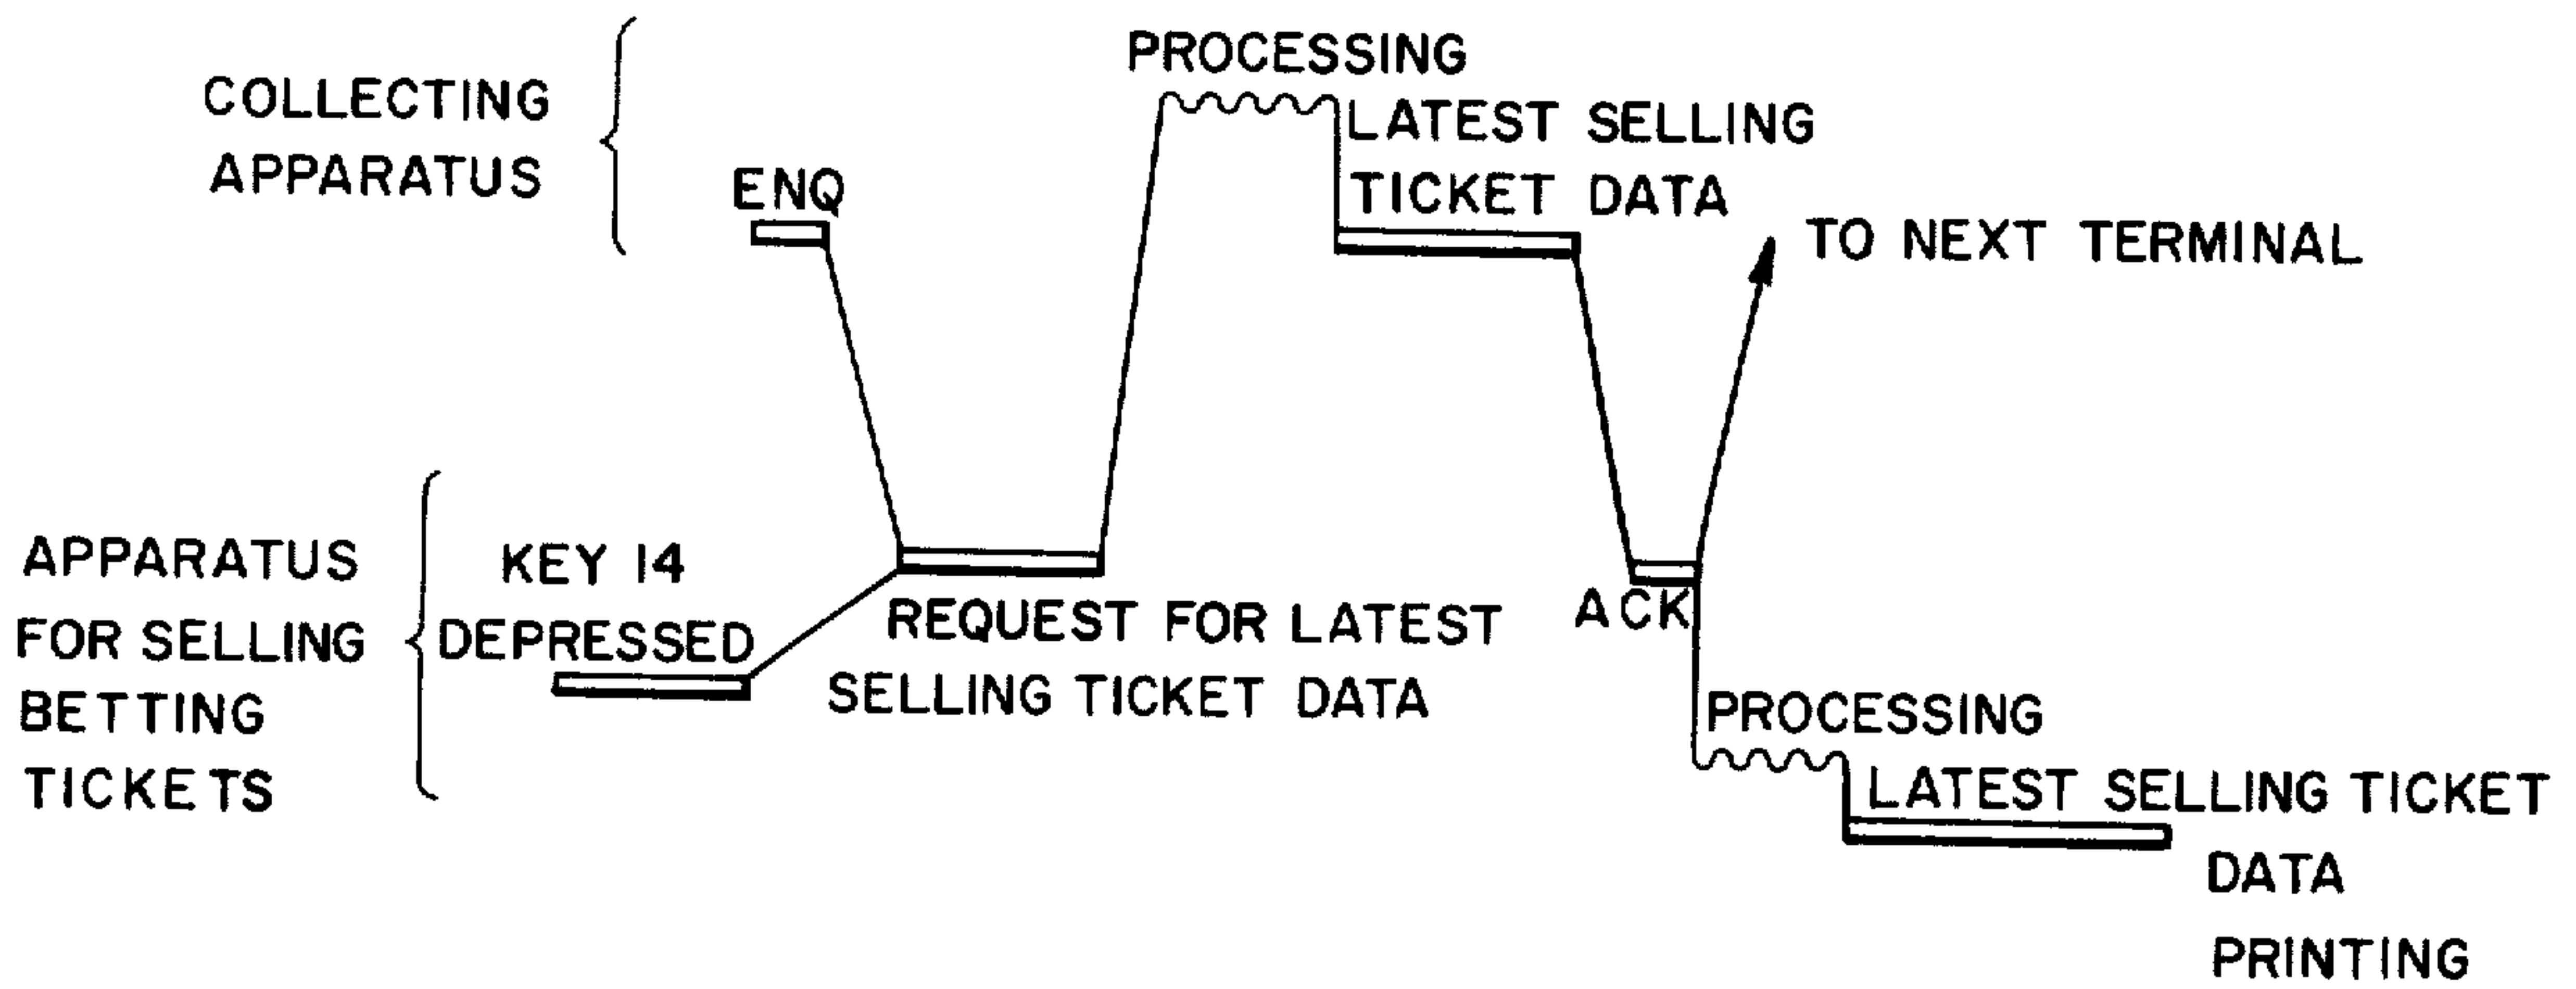 COLLECTING
APPARATUS
ENQ
PROCESSING
LATEST SELLING
TICKET DATA
TO NEXT TERMINAL
APPARATUS
FOR SELLING
BETTING
TICKETS
KEY 14
DEPRESSED
REQUEST FOR LATEST
SELLING TICKET DATA
ACK
PROCESSING
LATEST SELLING TICKET
DATA
PRINTING